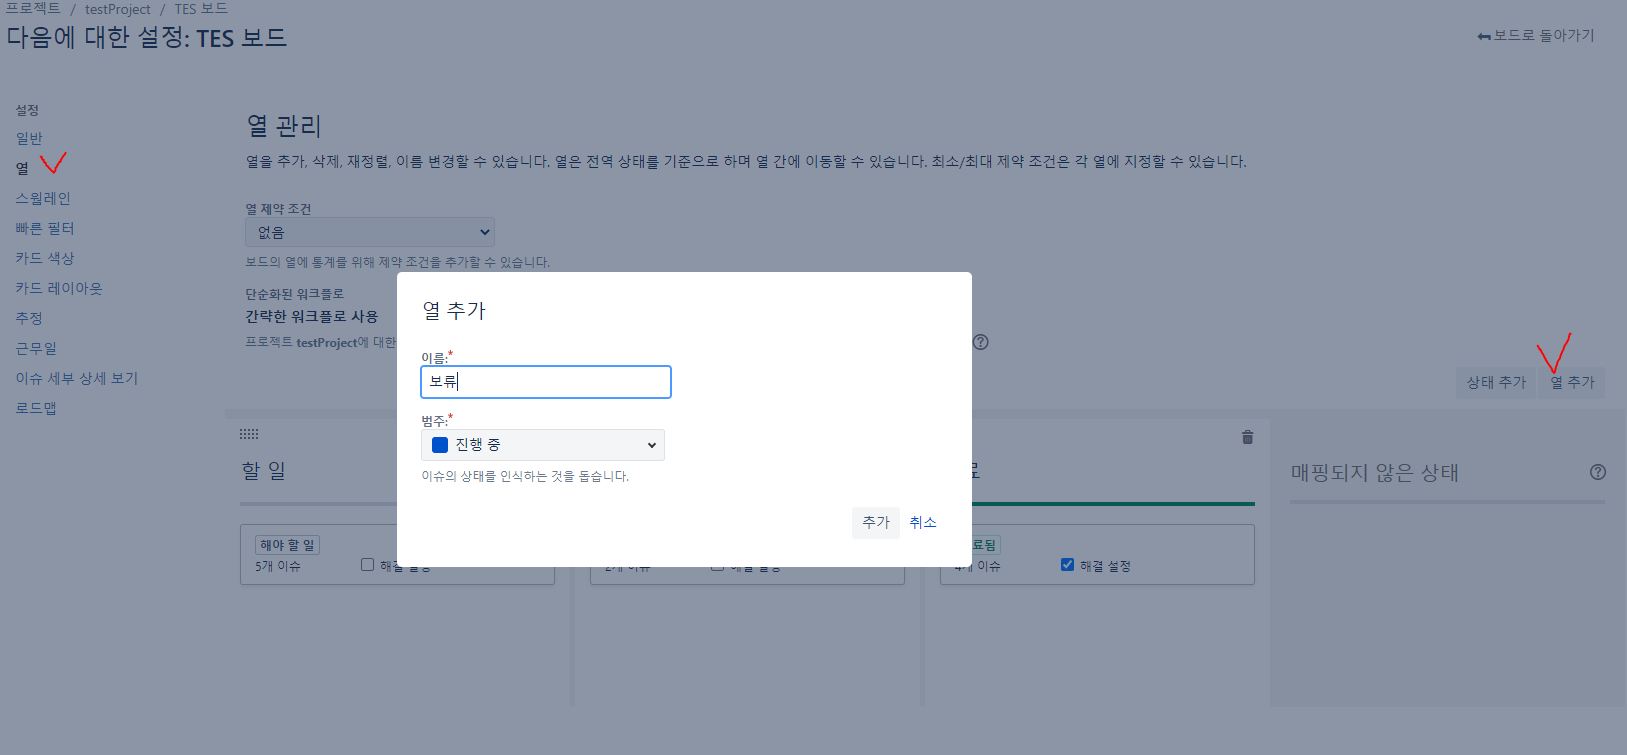 프로젝트 / testProject / TES 보드
다음에 대한 설정: TES 보드
보드로 돌아가기
설정
일반
열
스윔레인
빠른 필터
카드 색상
카드 레이아웃
추정
근무일
이슈 세부 상세 보기
로드맵
열 관리
열을 추가, 삭제, 재정렬, 이름 변경할 수 있습니다. 열은 전역 상태를 기준으로 하며 열 간에 이동할 수 있습니다. 최소/최대 제약 조건은 각 열에 지정할 수 있습니다.
열 제약 조건
없음
보드의 열에 통계를 위해 제약 조건을 추가할 수 있습니다.
단순화된 워크플로
간략한 워크플로 사용
프로젝트 testProject에 대한
상태 추가 열 추가
열 추가
이름:*
보류
범주:*
진행 중
이슈의 상태를 인식하는 것을 돕습니다.
추가 취소
할 일
해야 할 일
5개 이슈
2개 이슈 해결 설정
료됨
4개 이슈 해결 설정
매핑되지 않은 상태